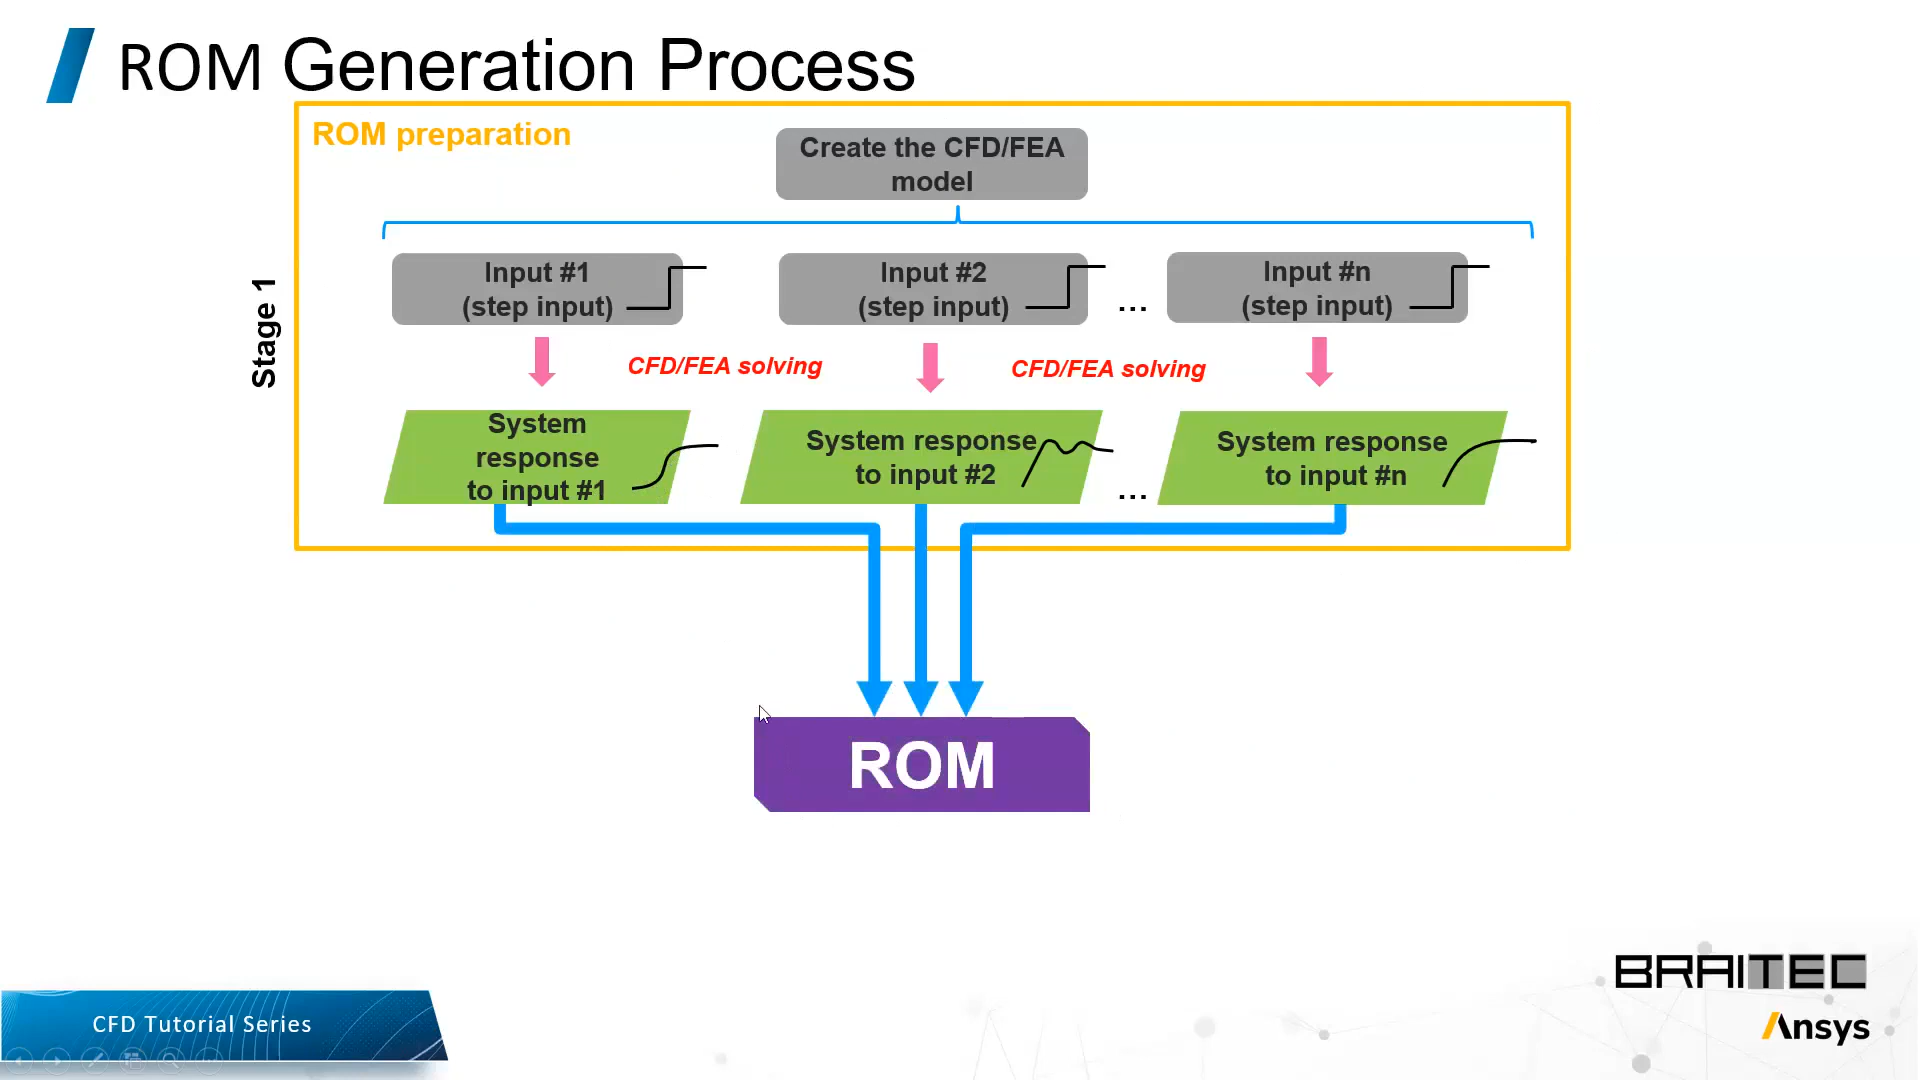 ROM Generation Process
ROM preparation
Create the CFD/FEA
model
Stage 1
Input #1
(step input)
Input #2
(step input)
...
Input #n
(step input)
CFD/FEA solving
CFD/FEA solving
System
response
to input #1
System response
to input #2
...
System response
to input #n
ROM
BRAITEC
CFD Tutorial Series
Ansys